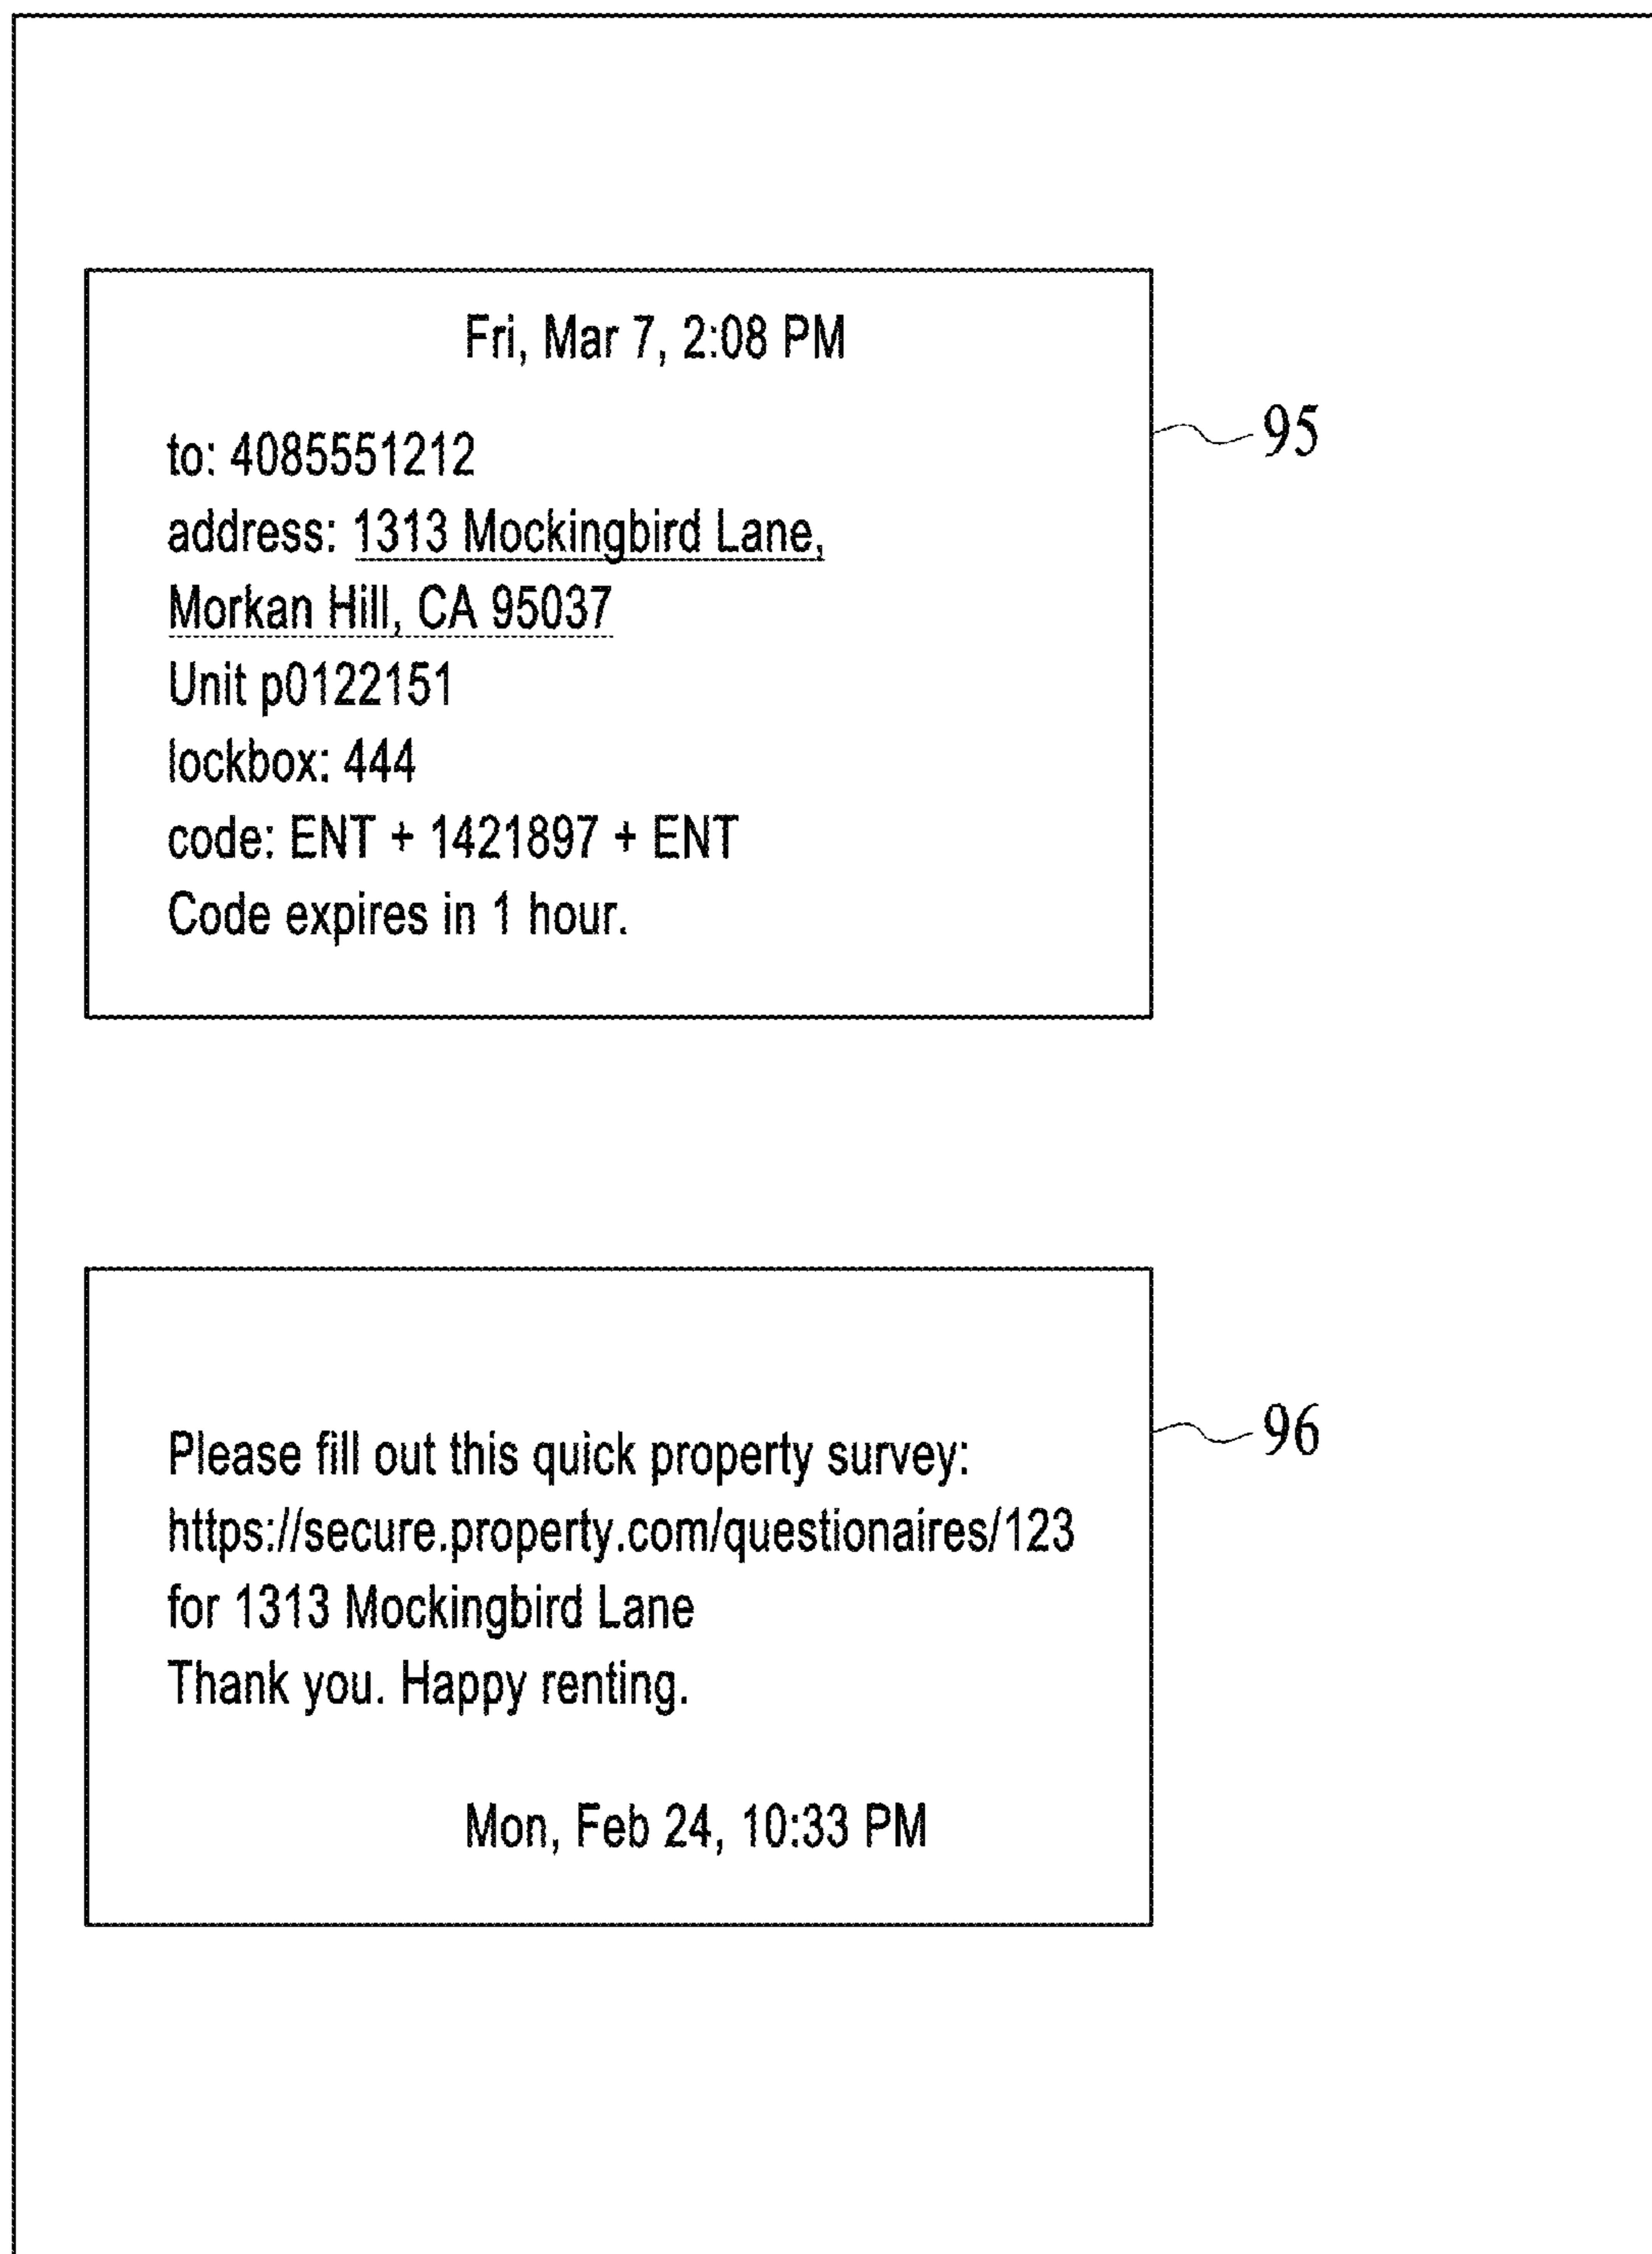 Fri, Mar 7, 2:08 PM
to: 4085551212
address: 1313 Mockingbird Lane,
Morkan Hill, CA 95037
Unit p0122151
lockbox: 444
code: ENT + 1421897 + ENT
Code expires in 1 hour.
95
Please fill out this quick property survey:
https://secure.property.com/questionaires/123
for 1313 Mockingbird Lane
Thank you. Happy renting.
Mon, Feb 24, 10:33 PM
96